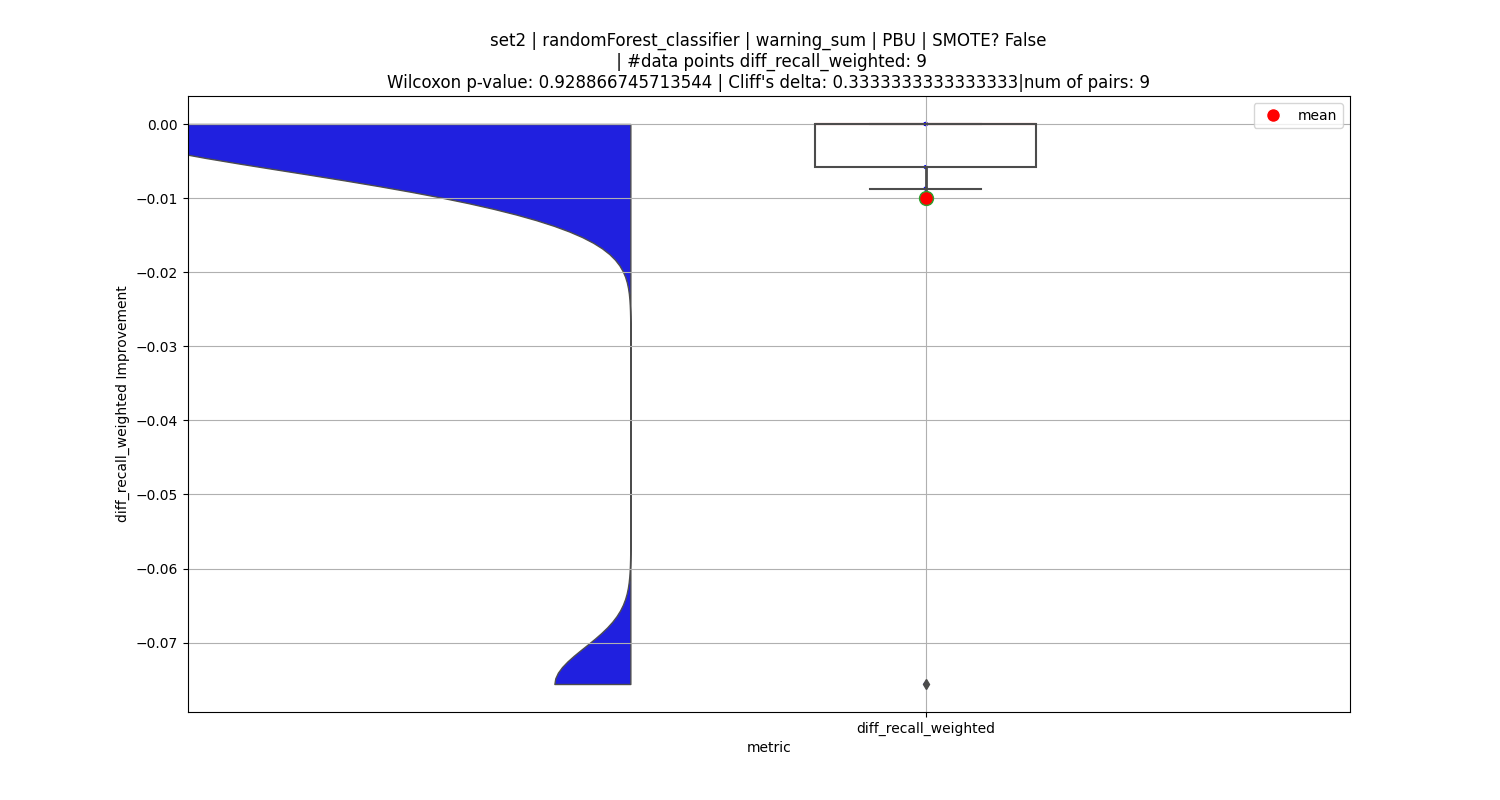 set2 | randomForest_classifier | warning_sum | PBU | SMOTE? False
| #data points diff_recall_weighted: 9
Wilcoxon p-value: 0.928866745713544 | Cliff's delta: 0.3333333333333333|num of pairs: 9
mean
0.00
−0.01
−0.02
−0.03
−0.04
−0.05
−0.06
−0.07
diff_recall_weighted Improvement
diff_recall_weighted
metric